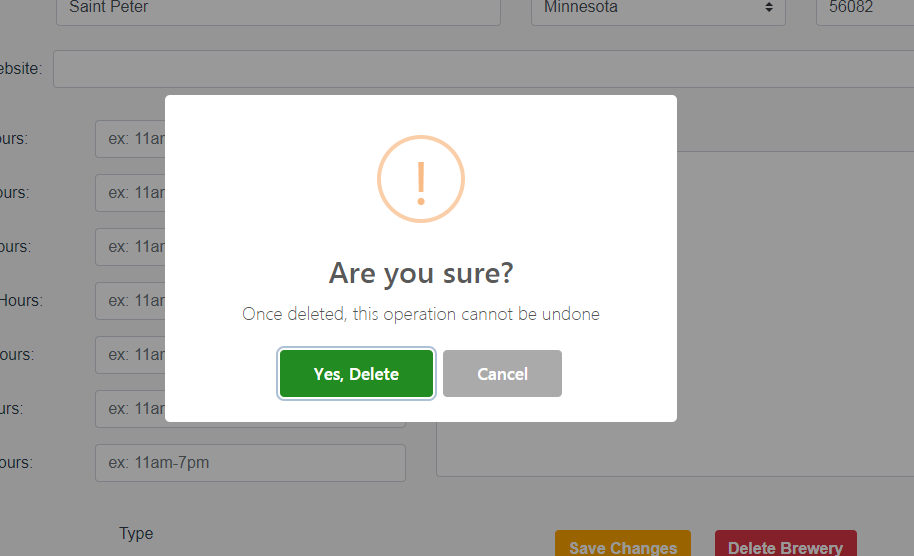 Saint Peter
Minnesota
56082
ebsite:
ours:
ex: 11am
ours:
ex: 11am
ours:
ex: 11am
Hours:
ex: 11am
ours:
ex: 11am
urs:
ex: 11am
ours:
ex: 11am-7pm
!
Are you sure?
Once deleted, this operation cannot be undone
Yes, Delete
Cancel
Type
Save Changes
Delete Brewery